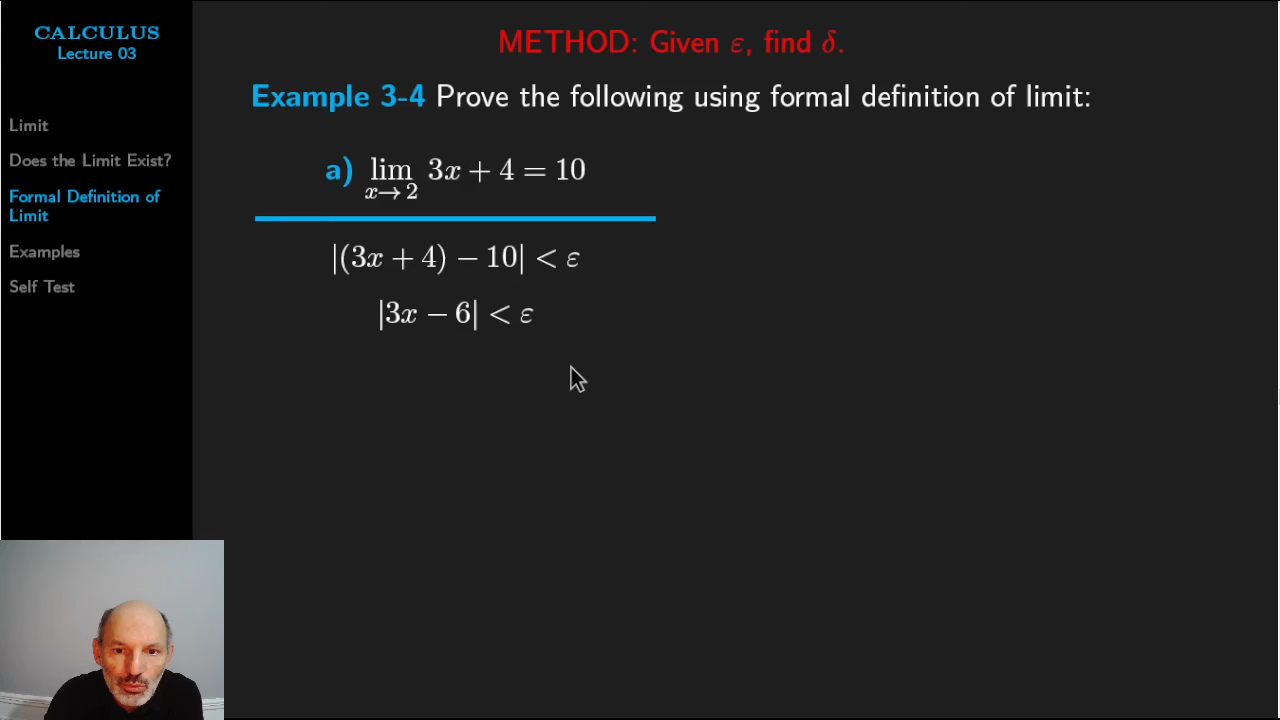 CALCULUS
Lecture 03
Limit
Does the Limit Exist?
Formal Definition of
Limit
Examples
Self Test
METHOD: Given ε, find δ.
Example 3-4 Prove the following using formal definition of limit:
a) lim 3x + 4 = 10
x→2
|(3x + 4) − 10| < ε
|3x − 6| < ε